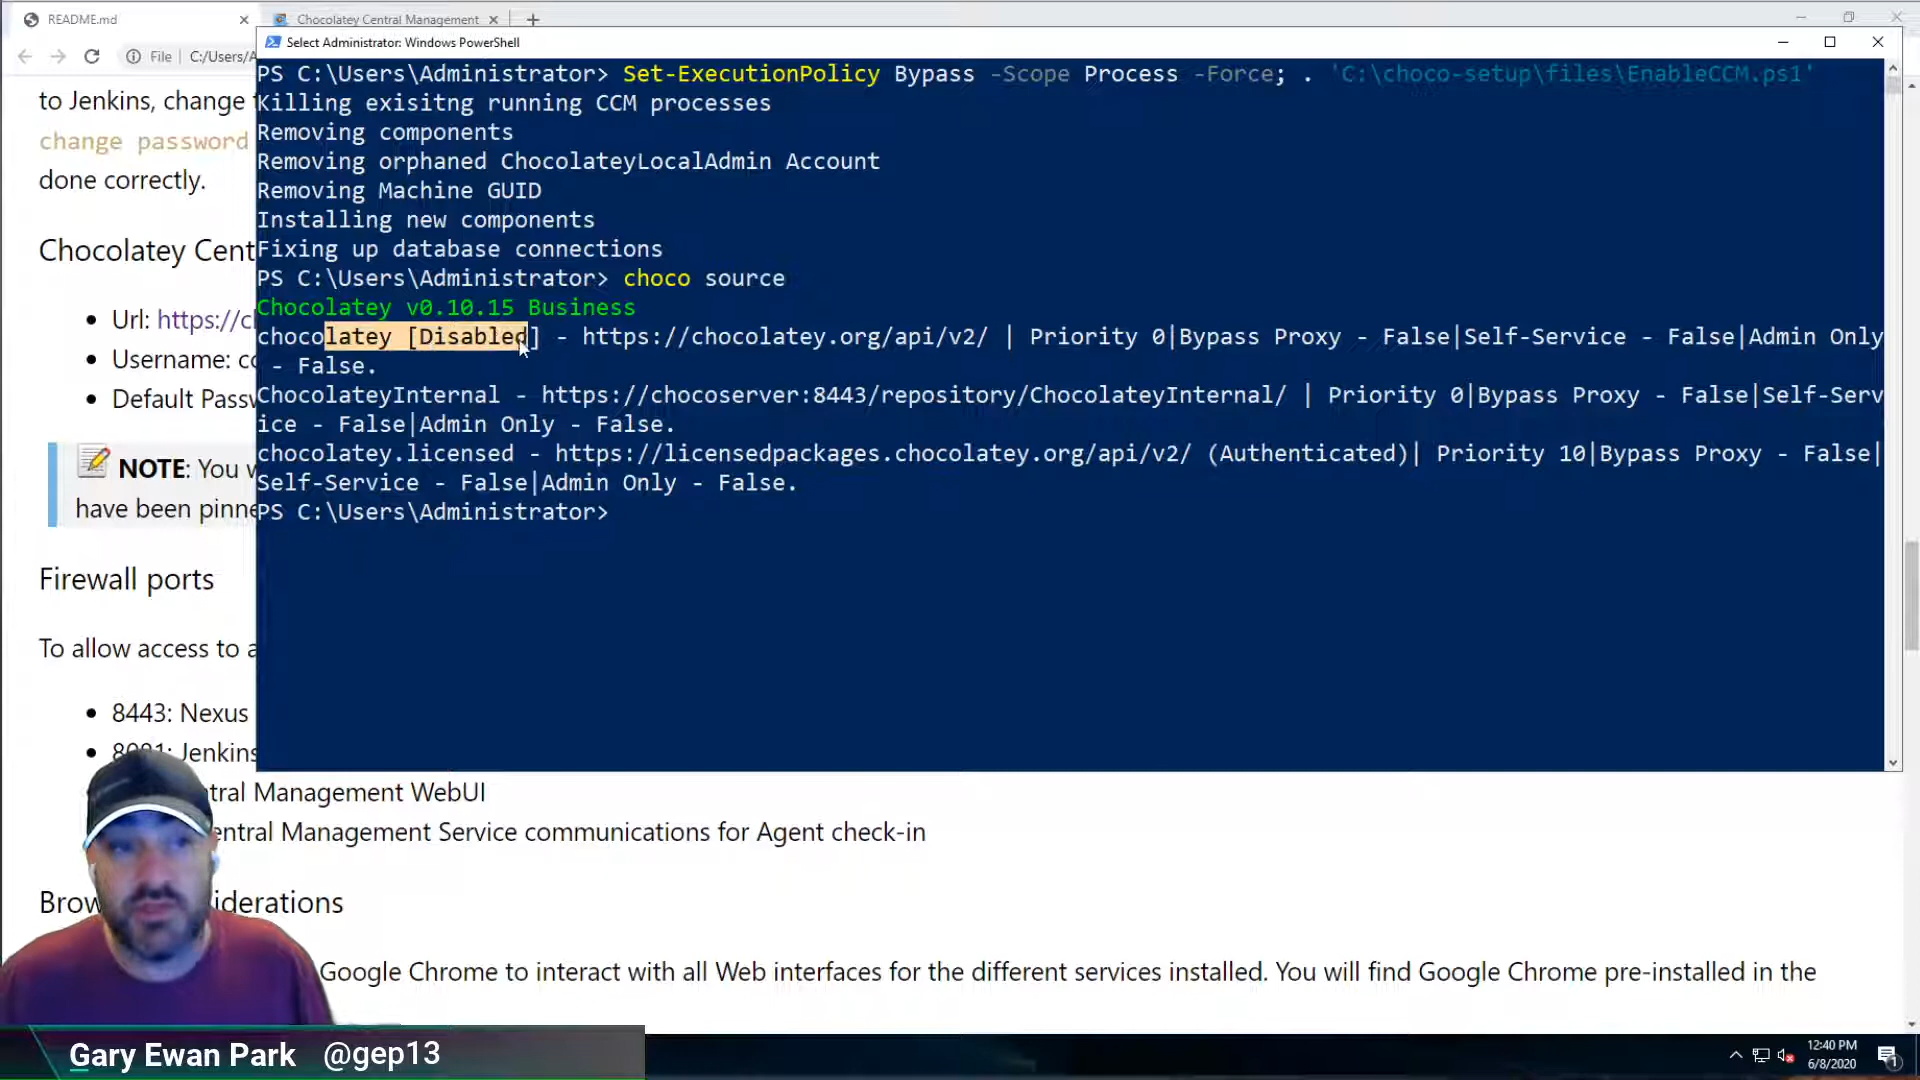 README.md
Chocolatey Central Management
File
C:/Users/A
Select Administrator: Windows PowerShell
PS C:\Users\Administrator> Set-ExecutionPolicy Bypass -Scope Process -Force; . 'C:\choco-setup\files\EnableCCM.ps1'
Killing exisitng running CCM processes
Removing components
Removing orphaned ChocolateyLocalAdmin Account
Removing Machine GUID
Installing new components
Fixing up database connections
PS C:\Users\Administrator> choco source
Chocolatey v0.10.15 Business
chocolatey [Disabled] - https://chocolatey.org/api/v2/ | Priority 0|Bypass Proxy - False|Self-Service - False|Admin Only
- False.
ChocolateyInternal - https://chocoserver:8443/repository/ChocolateyInternal/ | Priority 0|Bypass Proxy - False|Self-Serv
ice - False|Admin Only - False.
chocolatey.licensed - https://licensedpackages.chocolatey.org/api/v2/ (Authenticated)| Priority 10|Bypass Proxy - False|
Self-Service - False|Admin Only - False.
PS C:\Users\Administrator>
to Jenkins, change
change password
done correctly.
Chocolatey Cent
Url: https://c
Username:
Default Passw
NOTE: You
have been pinne
Firewall ports
To allow access to a
8443: Nexus
Jenkins
tral Management WebUI
entral Management Service communications for Agent check-in
Brow iderations
Google Chrome to interact with all Web interfaces for the different services installed. You will find Google Chrome pre-installed in the
Gary Ewan Park @gep13
12:40 PM
6/8/2020
1